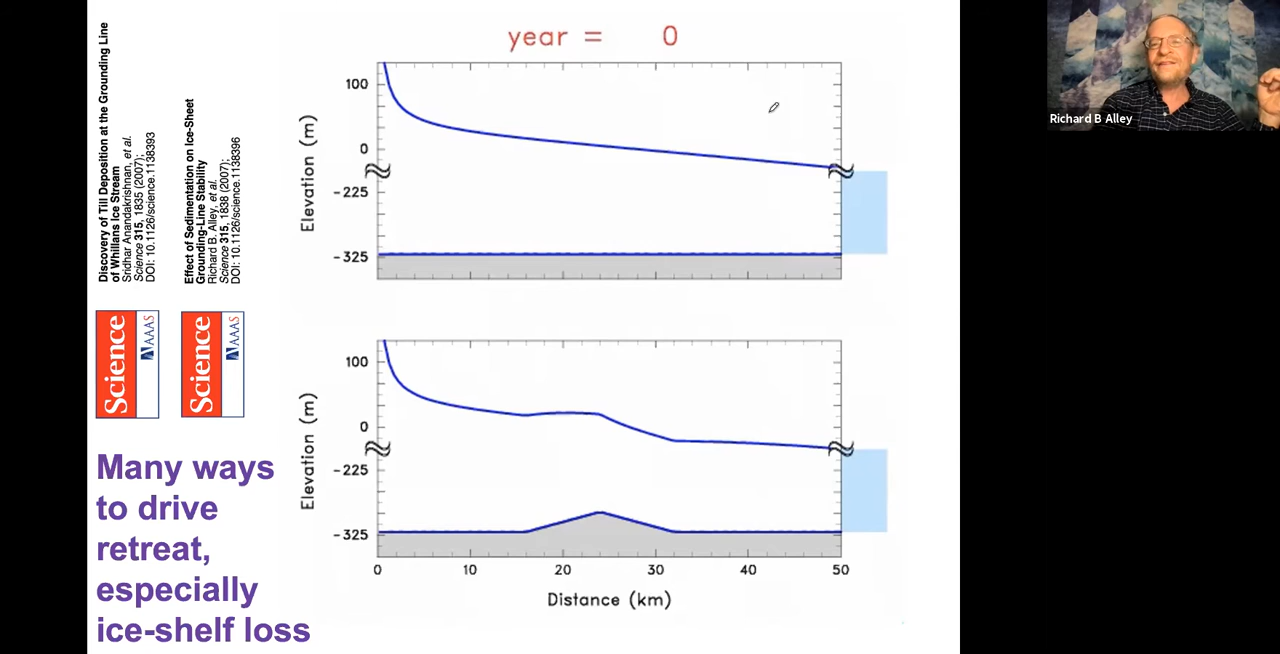 Discovery of Till Deposition at the Grounding Line
of Whillans Ice Stream
Sridhar Anandakrishnan, et al.
Science 315, 1835 (2007);
DOI: 10.1126/science.1138393
Effect of Sedimentation on Ice-Sheet
Grounding-Line Stability
Richard B. Alley, et al.
Science 315, 1838 (2007);
DOI: 10.1126/science.1138396
Science
AAAS
Science
AAAS
Many ways
to drive
retreat,
especially
ice-shelf loss
year = 0
Elevation (m)
100
0
-225
-325
Elevation (m)
100
0
-225
-325
0 10 20 30 40 50
Distance (km)
Richard B Alley